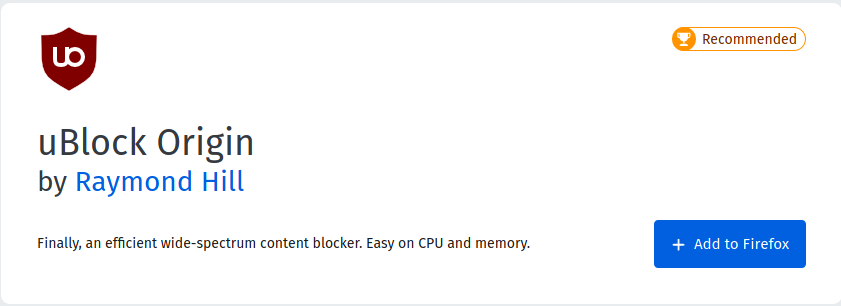 uo
Recommended
uBlock Origin
by Raymond Hill
Finally, an efficient wide-spectrum content blocker. Easy on CPU and memory.
+ Add to Firefox